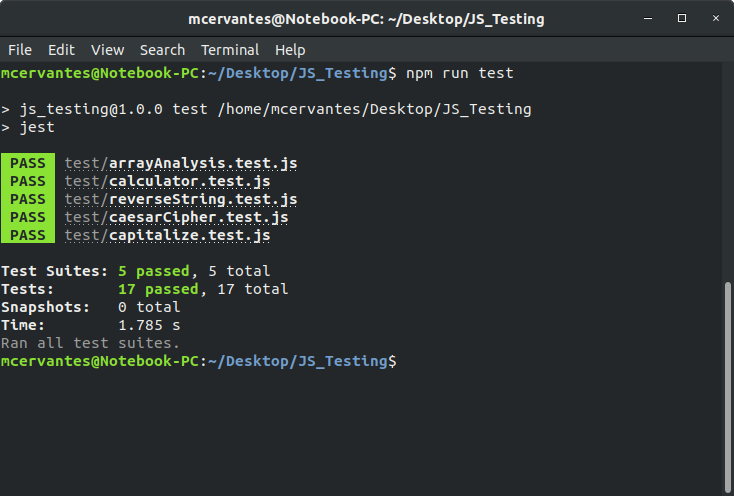 mcervantes@Notebook-PC: ~/Desktop/JS_Testing
File Edit View Search Terminal Help
mcervantes@Notebook-PC:~/Desktop/JS_Testing$ npm run test
> js_testing@1.0.0 test /home/mcervantes/Desktop/JS_Testing
> jest
PASS test/arrayAnalysis.test.js
PASS test/calculator.test.js
PASS test/reverseString.test.js
PASS test/caesarCipher.test.js
PASS test/capitalize.test.js
Test Suites: 5 passed, 5 total
Tests: 17 passed, 17 total
Snapshots: 0 total
Time: 1.785 s
Ran all test suites.
mcervantes@Notebook-PC:~/Desktop/JS_Testing$